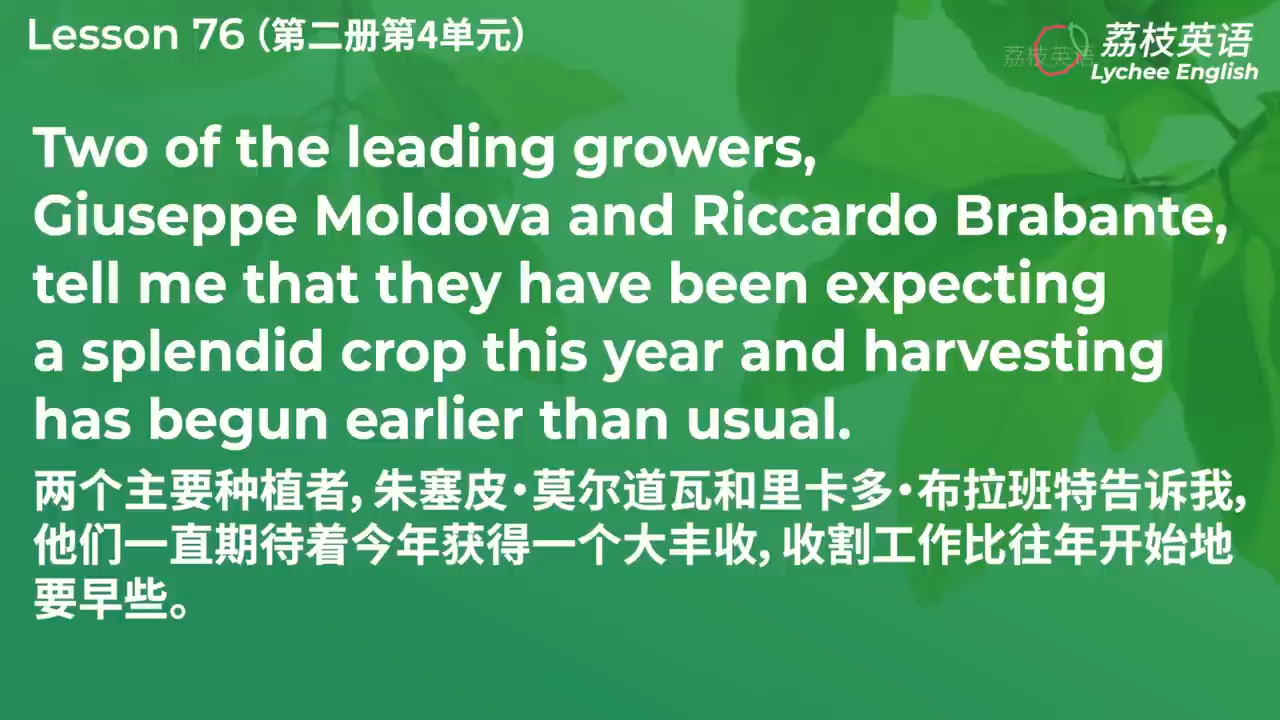 Lesson 76（第二册第4单元）
荔枝英语
荔枝英语
Lychee English
Two of the leading growers,
Giuseppe Moldova and Riccardo Brabante,
tell me that they have been expecting
a splendid crop this year and harvesting
has begun earlier than usual.
两个主要种植者, 朱塞皮·莫尔道瓦和里卡多·布拉班特告诉我,
他们一直期待着今年获得一个大丰收, 收割工作比往年开始地
要早些。